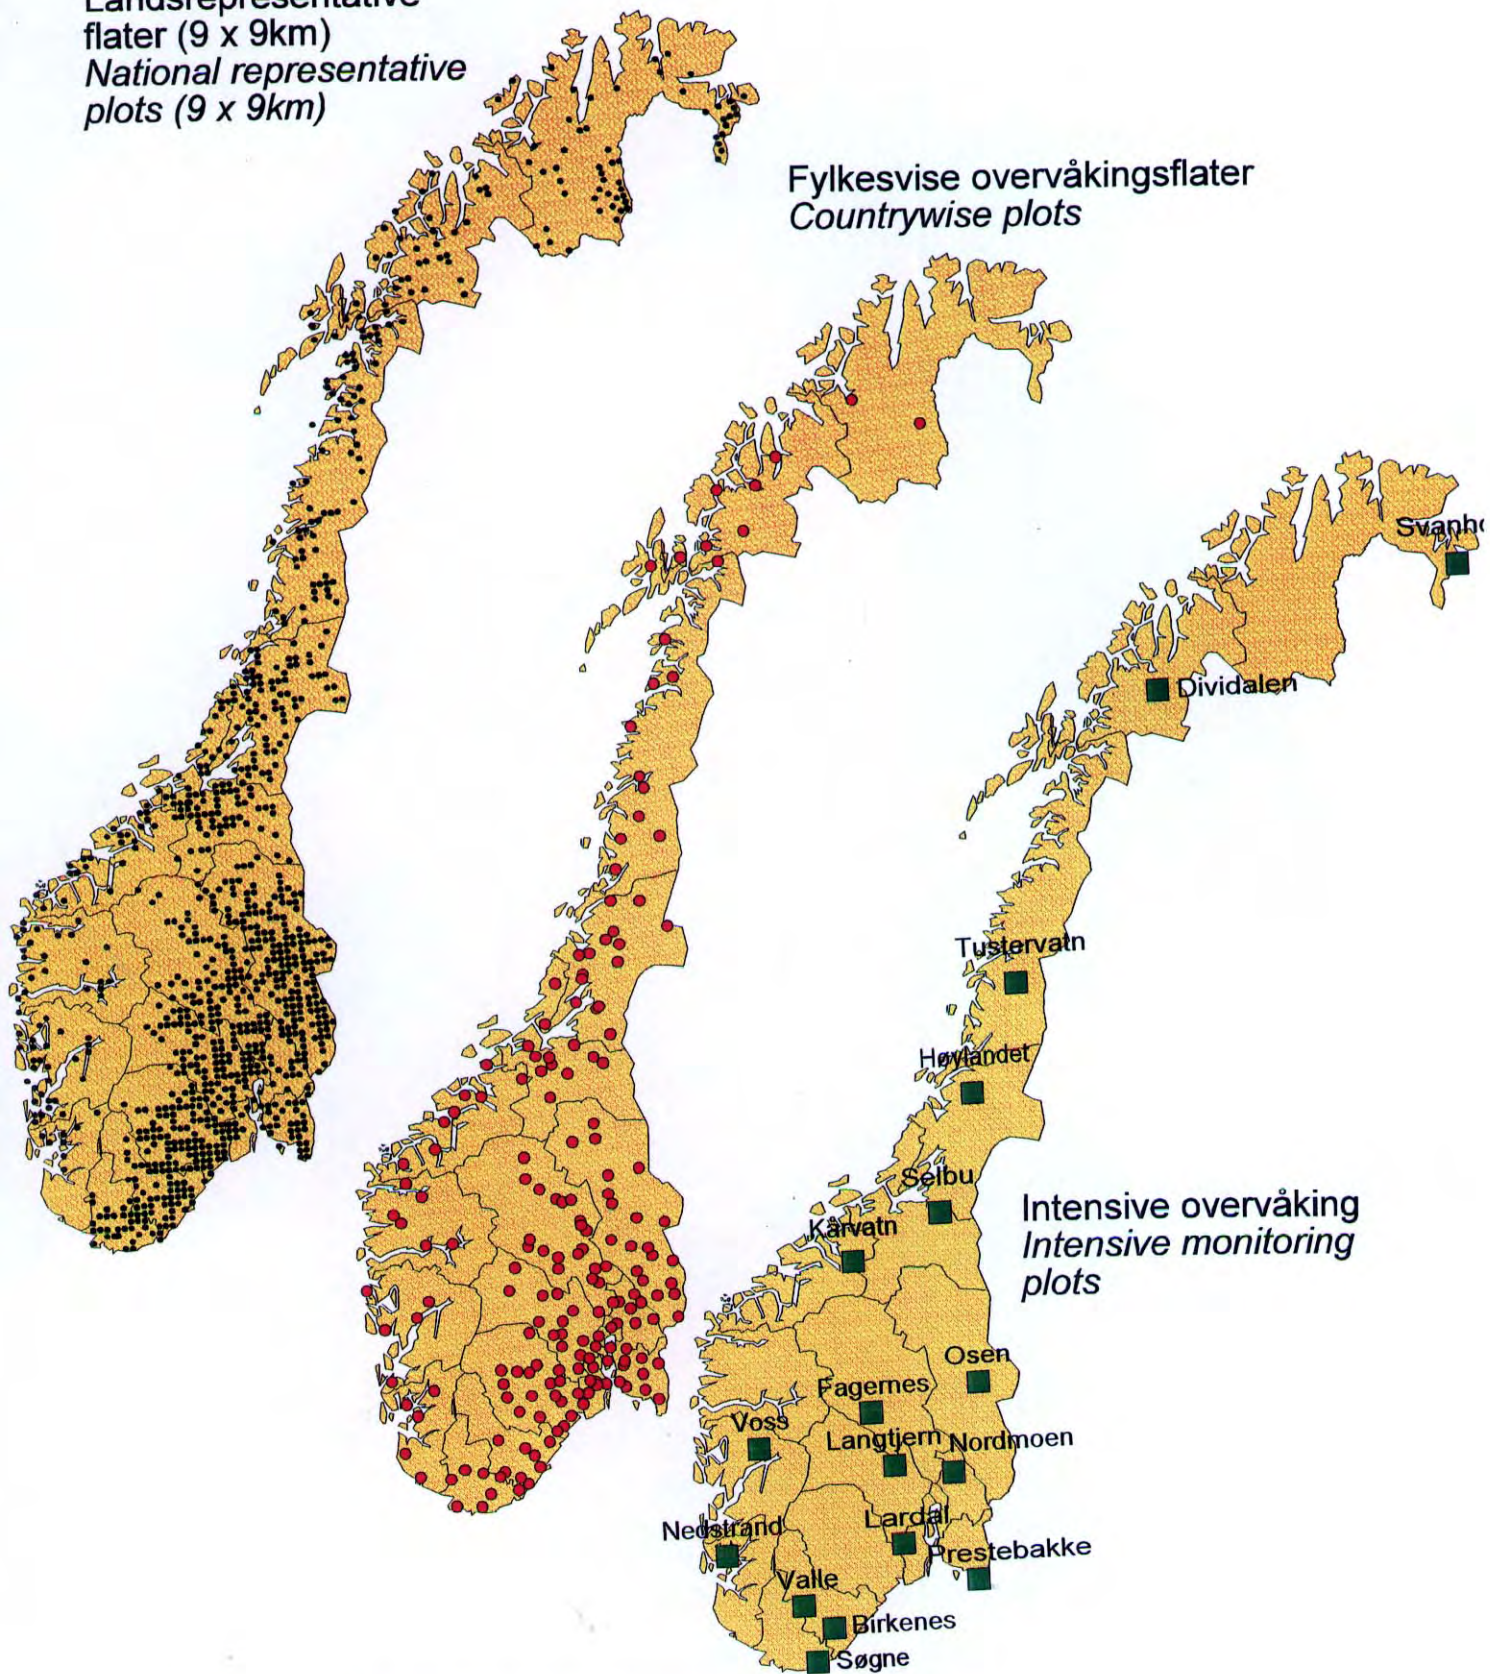 flater (9 x 9km)
National representative
plots (9 x 9km)
Fylkesvise overvåkingsflater
Countrywise plots
Dividalen
Tustervatn
Høylandet
Selbu
Kårvatn
Intensive overvåking
Intensive monitoring
plots
Osen
Fagernes
Voss
Langtjern
Nordmoen
Nedstrand
Lardal
Prestebakke
Valle
Birkenes
Søgne